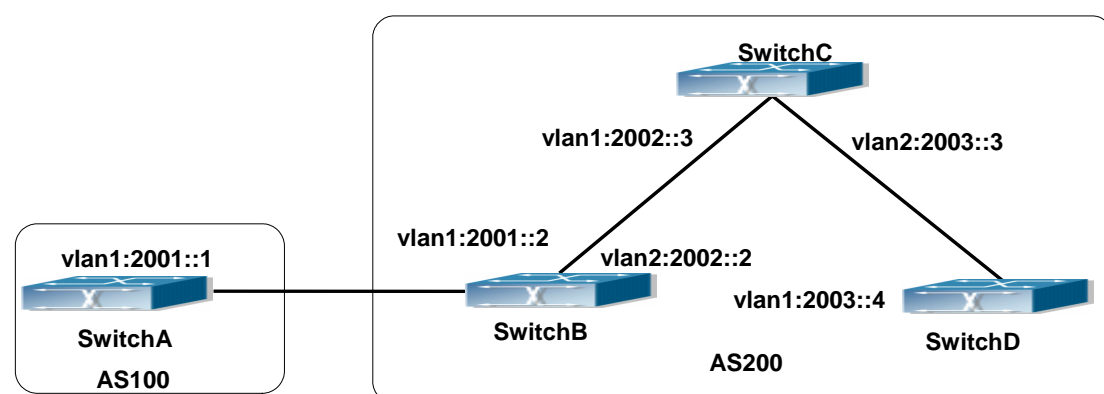 SwitchC
vlan1:2002::3
vlan2:2003::3
vlan1:2001::2
vlan1:2001::1
vlan2:2002::2
vlan1:2003::4
SwitchA
SwitchB
SwitchD
AS200
AS100